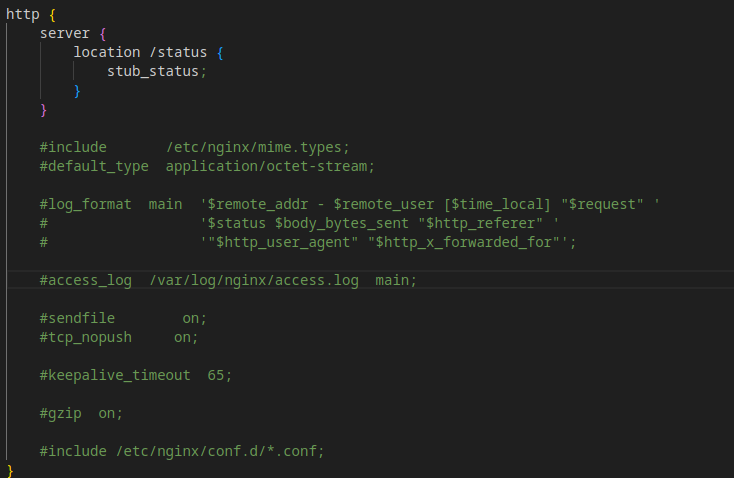 http {
    server {
        location /status {
            stub_status;
        }
    }

    #include       /etc/nginx/mime.types;
    #default_type  application/octet-stream;

    #log_format  main  '$remote_addr - $remote_user [$time_local] "$request" '
    #                  '$status $body_bytes_sent "$http_referer" '
    #                  '"$http_user_agent" "$http_x_forwarded_for"';

    #access_log  /var/log/nginx/access.log  main;

    #sendfile        on;
    #tcp_nopush     on;

    #keepalive_timeout  65;

    #gzip  on;

    #include /etc/nginx/conf.d/*.conf;
}